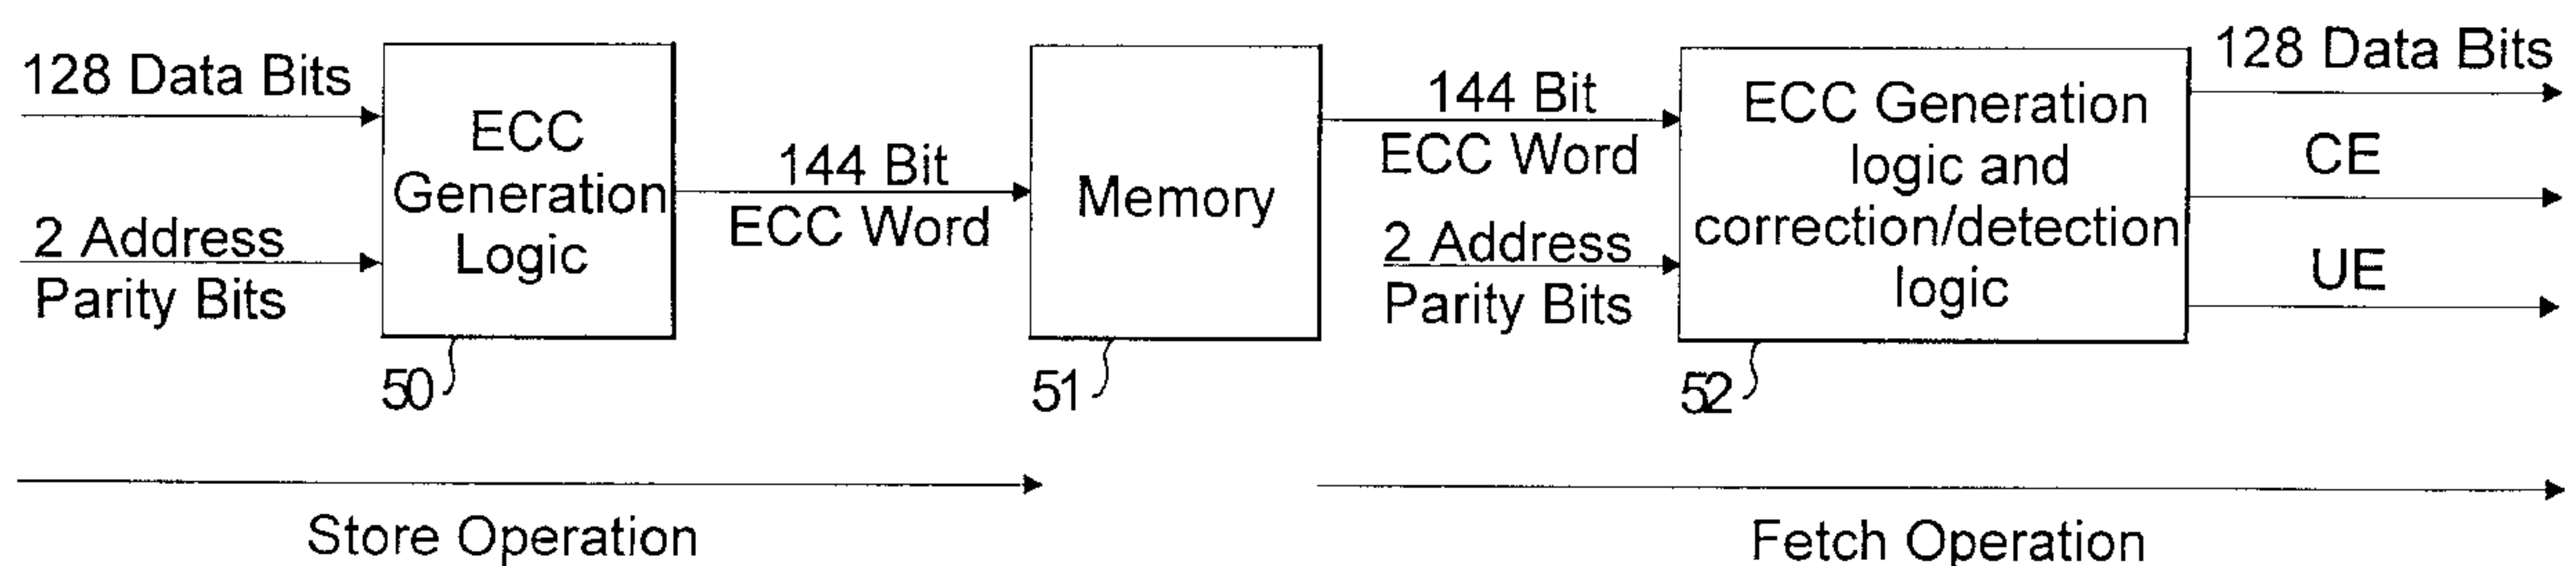 128 Data Bits
2 Address
Parity Bits
ECC
Generation
Logic
50
144 Bit
ECC Word
Memory
51
144 Bit
ECC Word
2 Address
Parity Bits
ECC Generation
logic and
correction/detection
logic
52
128 Data Bits
CE
UE
Store Operation
Fetch Operation